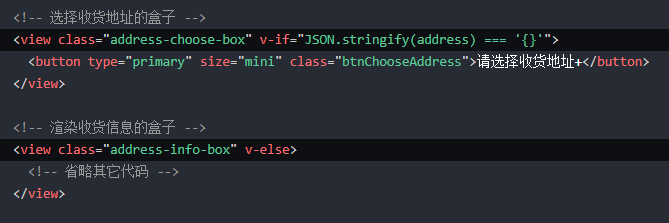 <!-- 选择收货地址的盒子 -->
<view class="address-choose-box" v-if="JSON.stringify(address) === '{}'">
  <button type="primary" size="mini" class="btnChooseAddress">请选择收货地址+</button>
</view>

<!-- 渲染收货信息的盒子 -->
<view class="address-info-box" v-else>
  <!-- 省略其它代码 -->
</view>